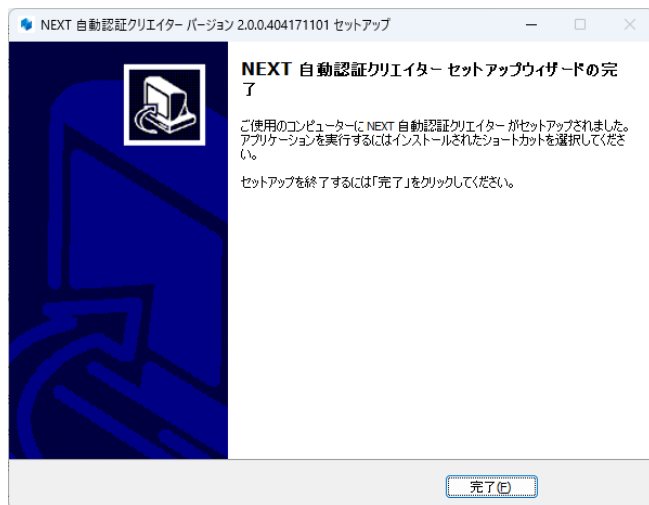 NEXT 自動認証クリエイター バージョン 2.0.0.404171101 セットアップ
NEXT 自動認証クリエイター セットアップウィザードの完
了
ご使用のコンピューターに NEXT 自動認証クリエイター がセットアップされました。
アプリケーションを実行するにはインストールされたショートカットを選択してくださ
い。
セットアップを終了するには「完了」をクリックしてください。
完了(F)